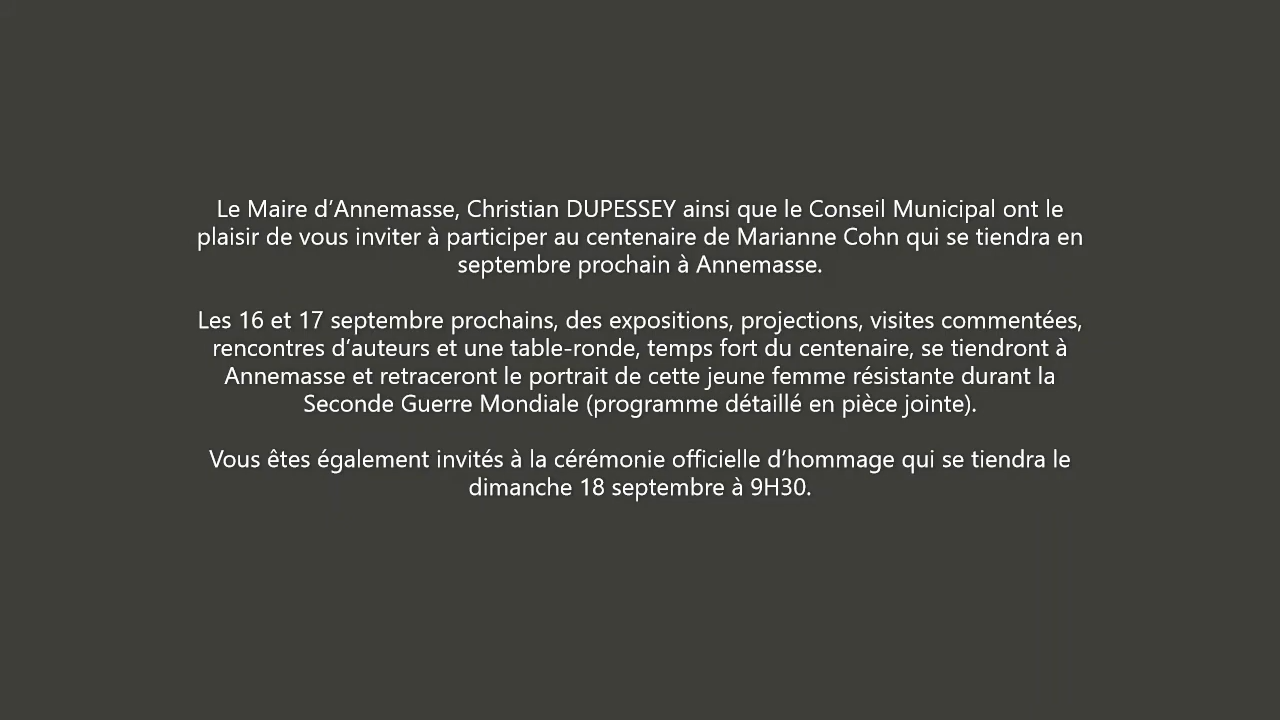 Le Maire d’Annemasse, Christian DUPESSEY ainsi que le Conseil Municipal ont le
plaisir de vous inviter à participer au centenaire de Marianne Cohn qui se tiendra en
septembre prochain à Annemasse.
Les 16 et 17 septembre prochains, des expositions, projections, visites commentées,
rencontres d’auteurs et une table-ronde, temps fort du centenaire, se tiendront à
Annemasse et retraceront le portrait de cette jeune femme résistante durant la
Seconde Guerre Mondiale (programme détaillé en pièce jointe).
Vous êtes également invités à la cérémonie officielle d’hommage qui se tiendra le
dimanche 18 septembre à 9H30.